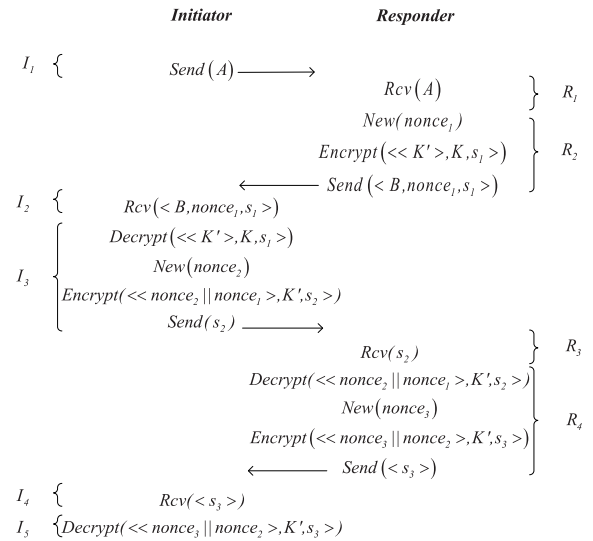 Initiator Responder
I₁ { Send(A)
Rcv(A) } R₁
New(nonce₁)
Encrypt(<< K' >, K, s₁ >) } R₂
Send(< B, nonce₁, s₁ >)
I₂ { Rcv(< B, nonce₁, s₁ >)
Decrypt(<< K' >, K, s₁ >)
I₃ { New(nonce₂)
Encrypt(<< nonce₂ || nonce₁ >, K', s₂ >)
Send(s₂)
Rcv(s₂) } R₃
Decrypt(<< nonce₂ || nonce₁ >, K', s₂ >)
New(nonce₃) } R₄
Encrypt(<< nonce₃ || nonce₂ >, K', s₃ >)
Send(< s₃ >)
I₄ { Rcv(< s₃ >)
I₅ { Decrypt(<< nonce₃ || nonce₂ >, K', s₃ >)